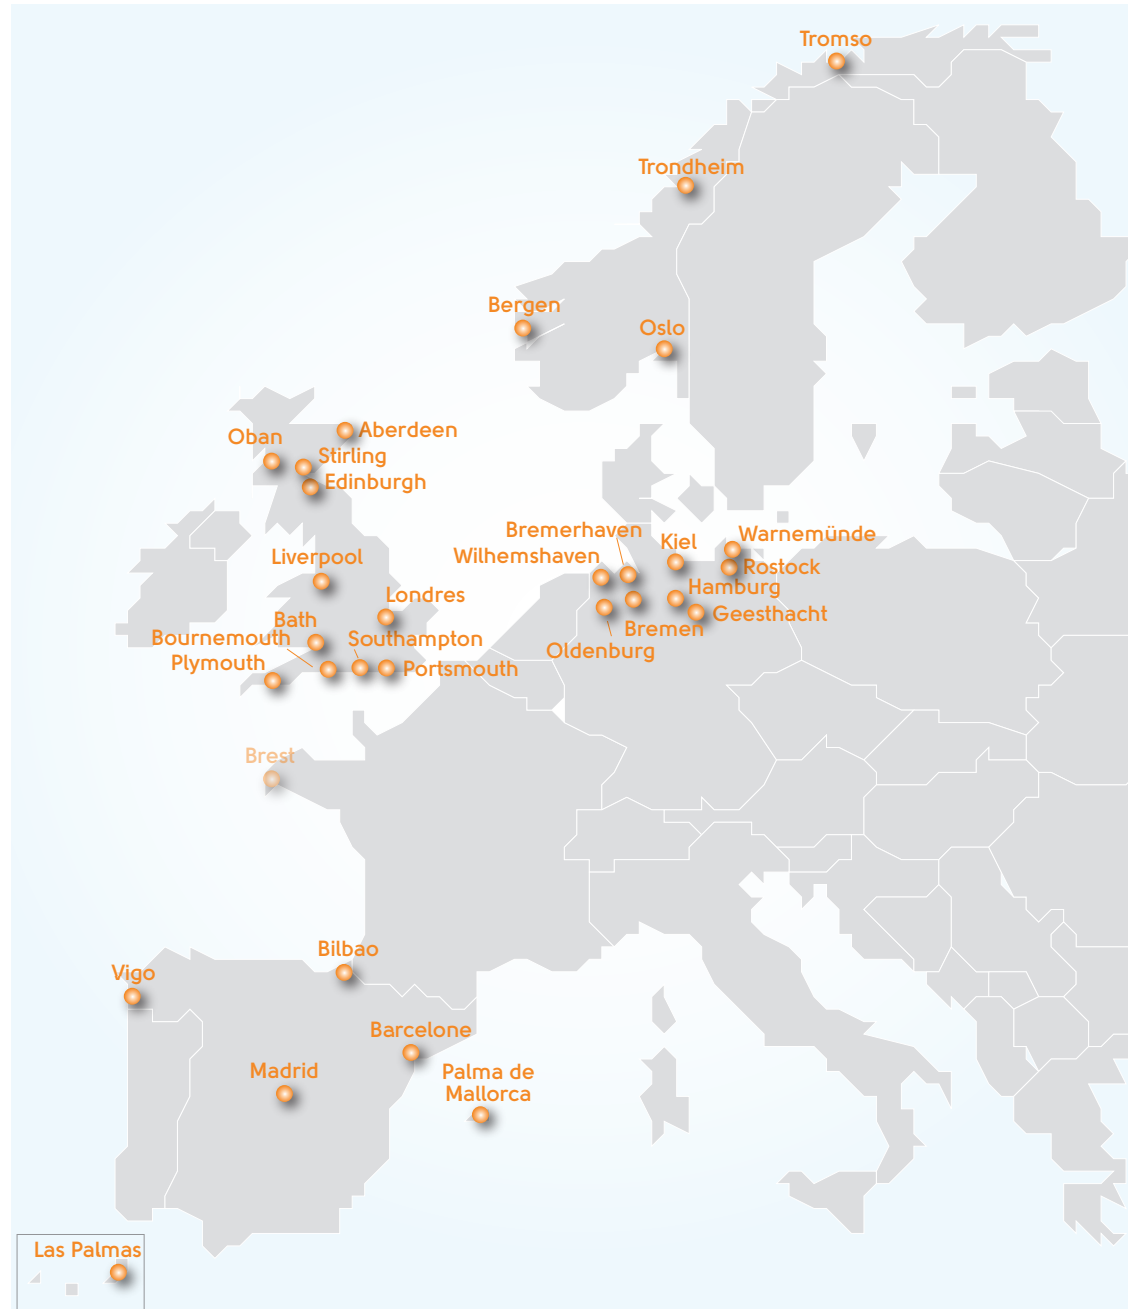 Tromso
Trondheim
Bergen
Oslo
Aberdeen
Oban
Stirling
Edinburgh
Bremerhaven
Kiel
Warnemünde
Wilhemshaven
Liverpool
Rostock
Hamburg
Londres
Geesthacht
Bath
Bremen
Bournemouth
Southampton
Oldenburg
Plymouth
Portsmouth
Brest
Bilbao
Vigo
Barcelone
Madrid
Palma de
Mallorca
Las Palmas